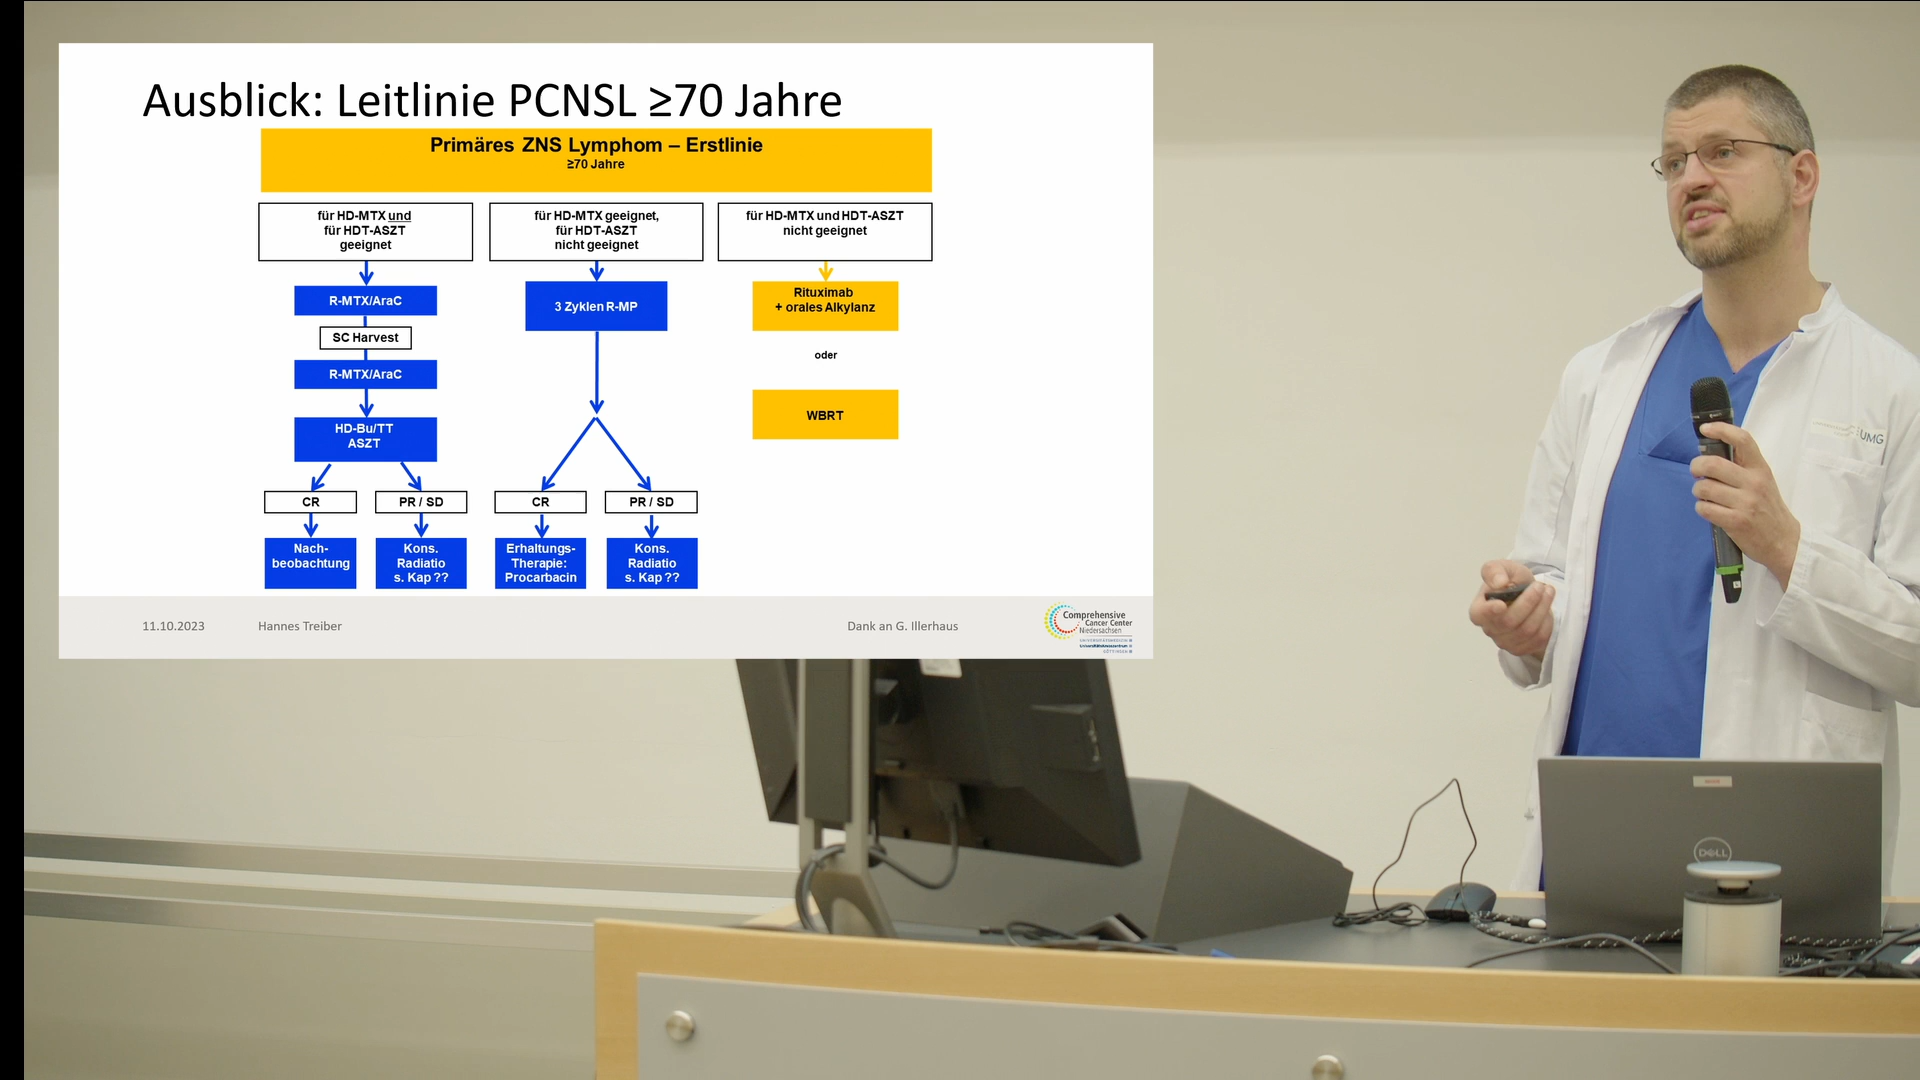 Ausblick: Leitlinie PCNSL ≥70 Jahre
Primäres ZNS Lymphom – Erstlinie
≥70 Jahre
für HD-MTX und
für HDT-ASZT
geeignet
für HD-MTX geeignet,
für HDT-ASZT
nicht geeignet
für HD-MTX und HDT-ASZT
nicht geeignet
R-MTX/AraC
SC Harvest
R-MTX/AraC
HD-Bu/TT
ASZT
CR
PR / SD
Nach-
beobachtung
Kons.
Radiatio
s. Kap ??
3 Zyklen R-MP
CR
PR / SD
Erhaltungs-
Therapie:
Procarbacin
Kons.
Radiatio
s. Kap ??
Rituximab
+ orales Alkylanz
oder
WBRT
11.10.2023
Hannes Treiber
Dank an G. Illerhaus
Comprehensive
Cancer Center
Niedersachsen
UMG
DELL